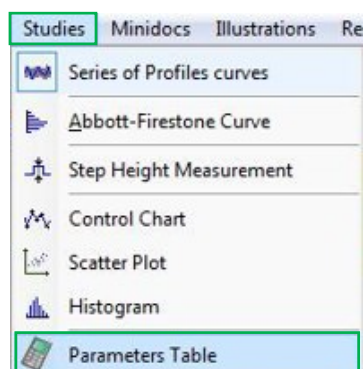 Studies Minidocs Illustrations Re
Series of Profiles curves
Abbott-Firestone Curve
Step Height Measurement
Control Chart
Scatter Plot
Histogram
Parameters Table